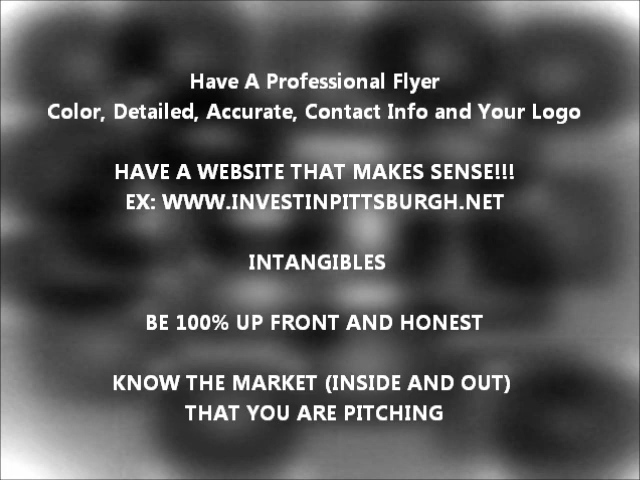 Have A Professional Flyer
Color, Detailed, Accurate, Contact Info and Your Logo
HAVE A WEBSITE THAT MAKES SENSE!!!
EX: WWW.INVESTINPITTSBURGH.NET
INTANGIBLES
BE 100% UP FRONT AND HONEST
KNOW THE MARKET (INSIDE AND OUT)
THAT YOU ARE PITCHING